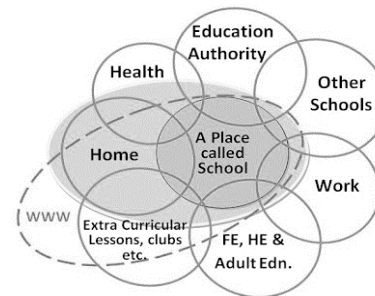 Education
Authority
Health
Other
Schools
Home
A Place
called
School
Work
www
Extra Curricular
Lessons, clubs
etc.
FE, HE &
Adult Edn.